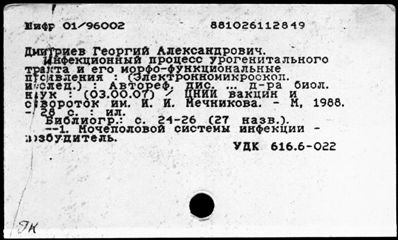 Шифр 01/96002 881026112849
Дмитриев Георгий Александрович.
Инфекционный процесс урогенитального
тракта и его морфо-функциональные
проявления : (Электронномикроскоп.
исслед.) : Автореф. дис. ... д-ра биол.
наук : (03.00.07) / ЦНИИ вакцин и
сывороток им. И. И. Мечникова. - М, 1988.
- 28 с. : ил.
Библиогр.: с. 24-26 (27 назв.).
--1. Мочеполовой системы инфекции -
возбудитель.
УДК 616.6-022